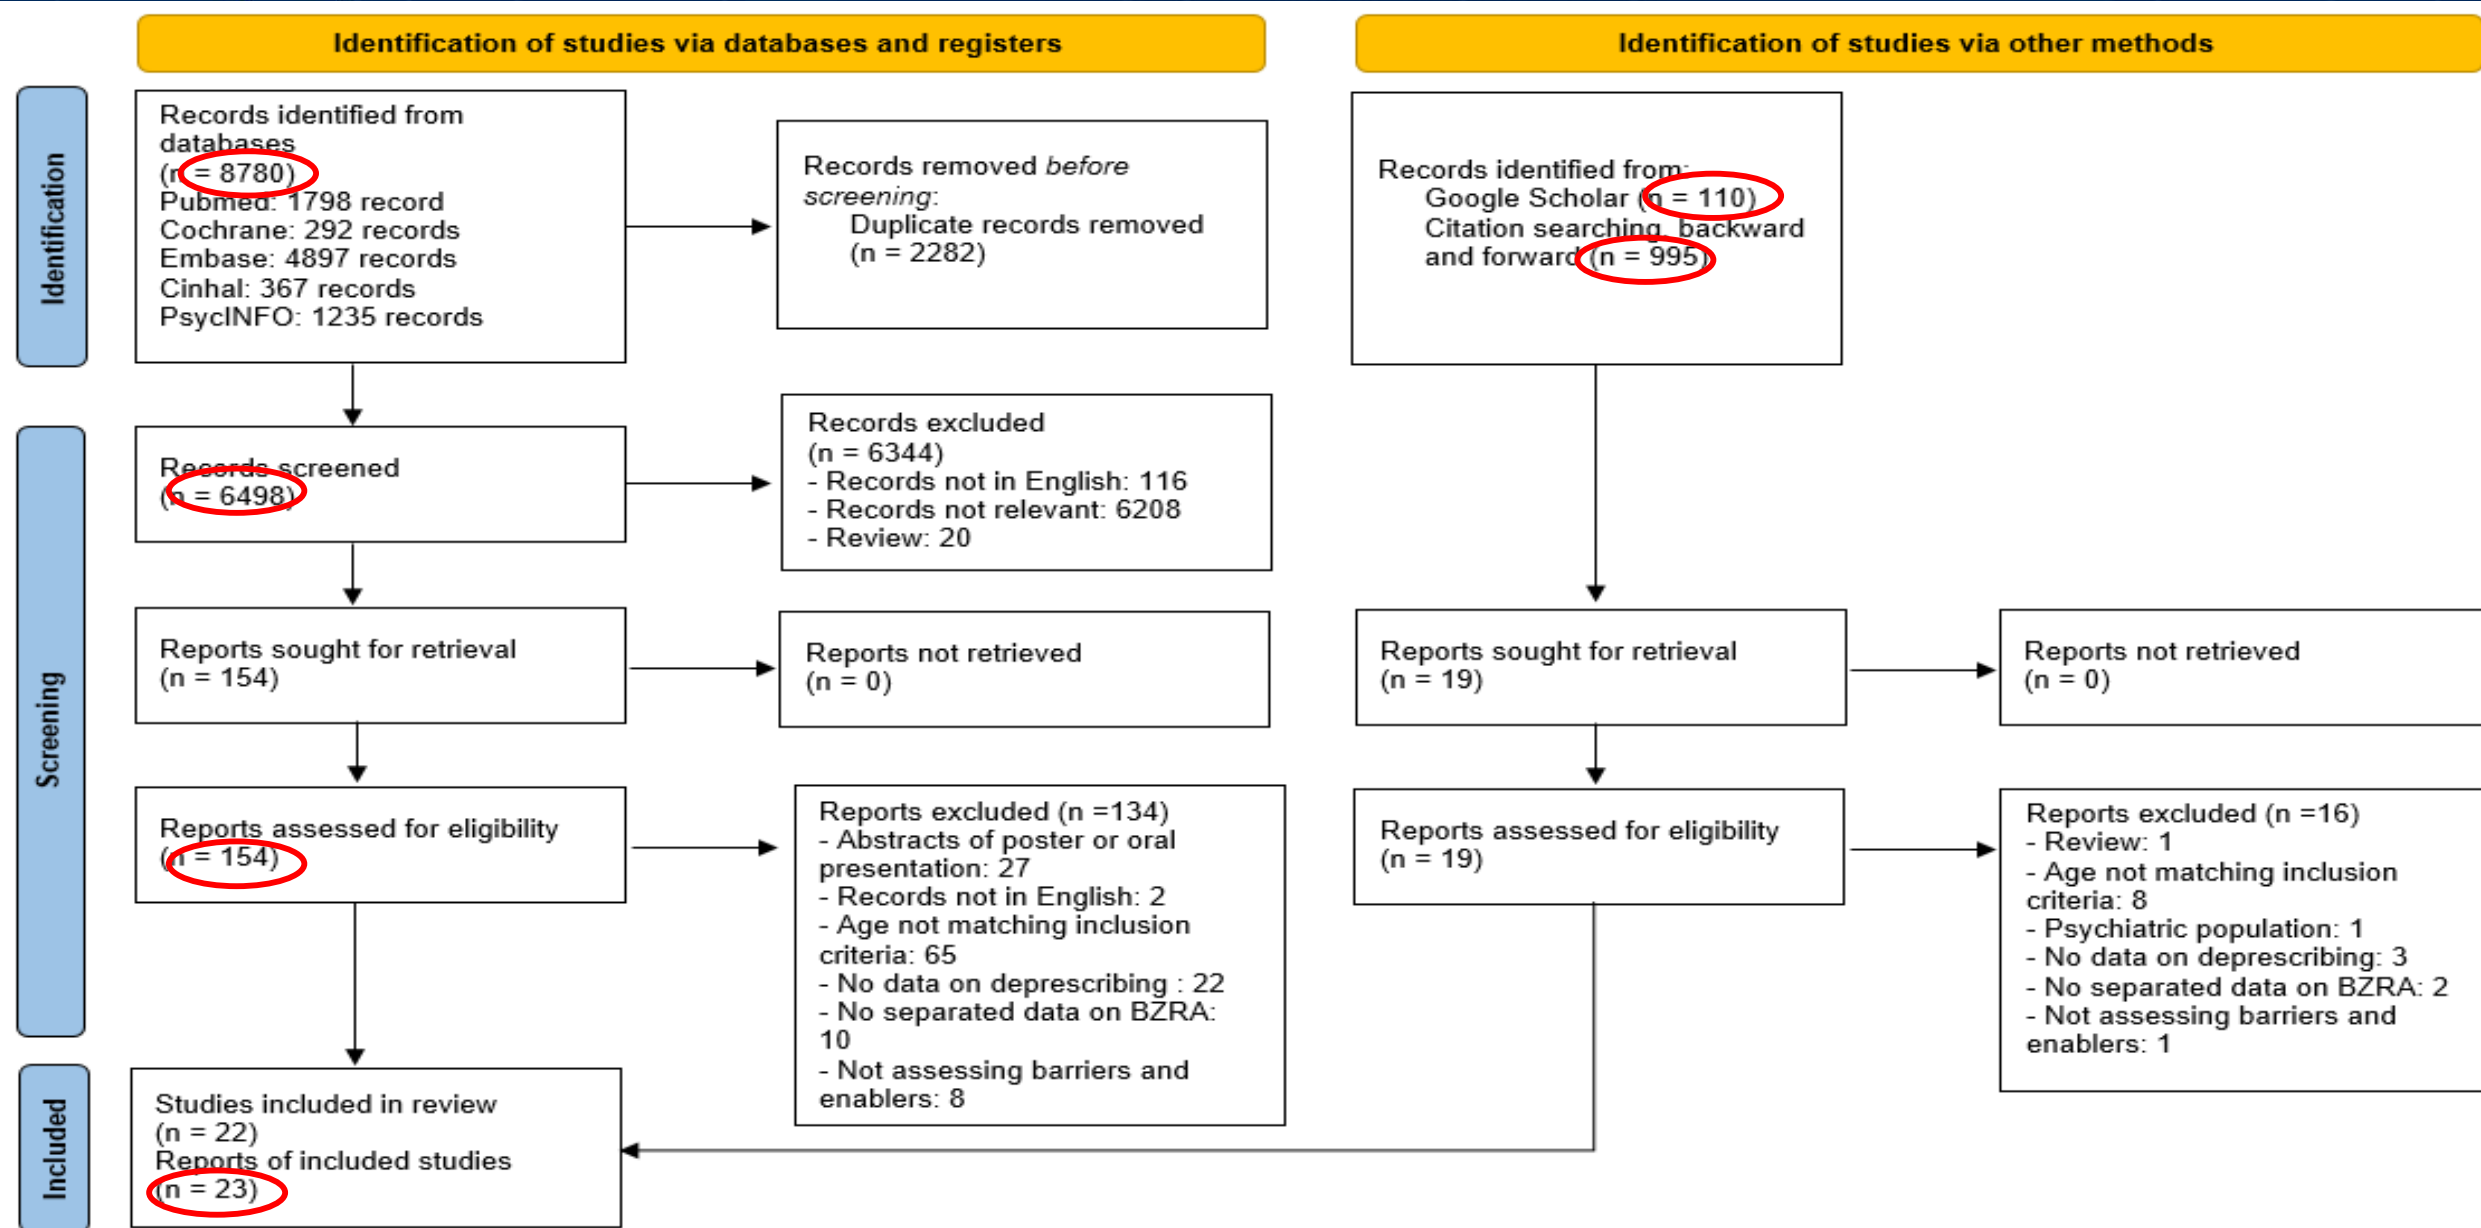 Identification of studies via databases and registers
Identification of studies via other methods
Identification
Records identified from
databases
(n = 8780)
Pubmed: 1798 record
Cochrane: 292 records
Embase: 4897 records
Cinhal: 367 records
PsycINFO: 1235 records
Records removed before
screening:
Duplicate records removed
(n = 2282)
Records identified from:
Google Scholar (n = 110)
Citation searching, backward
and forward (n = 995)
Screening
Records screened
(n = 6498)
Records excluded
(n = 6344)
- Records not in English: 116
- Records not relevant: 6208
- Review: 20
Reports sought for retrieval
(n = 154)
Reports not retrieved
(n = 0)
Reports sought for retrieval
(n = 19)
Reports not retrieved
(n = 0)
Reports assessed for eligibility
(n = 154)
Reports excluded (n =134)
- Abstracts of poster or oral
presentation: 27
- Records not in English: 2
- Age not matching inclusion
criteria: 65
- No data on deprescribing : 22
- No separated data on BZRA:
10
- Not assessing barriers and
enablers: 8
Reports assessed for eligibility
(n = 19)
Reports excluded (n =16)
- Review: 1
- Age not matching inclusion
criteria: 8
- Psychiatric population: 1
- No data on deprescribing: 3
- No separated data on BZRA: 2
- Not assessing barriers and
enablers: 1
Included
Studies included in review
(n = 22)
Reports of included studies
(n = 23)